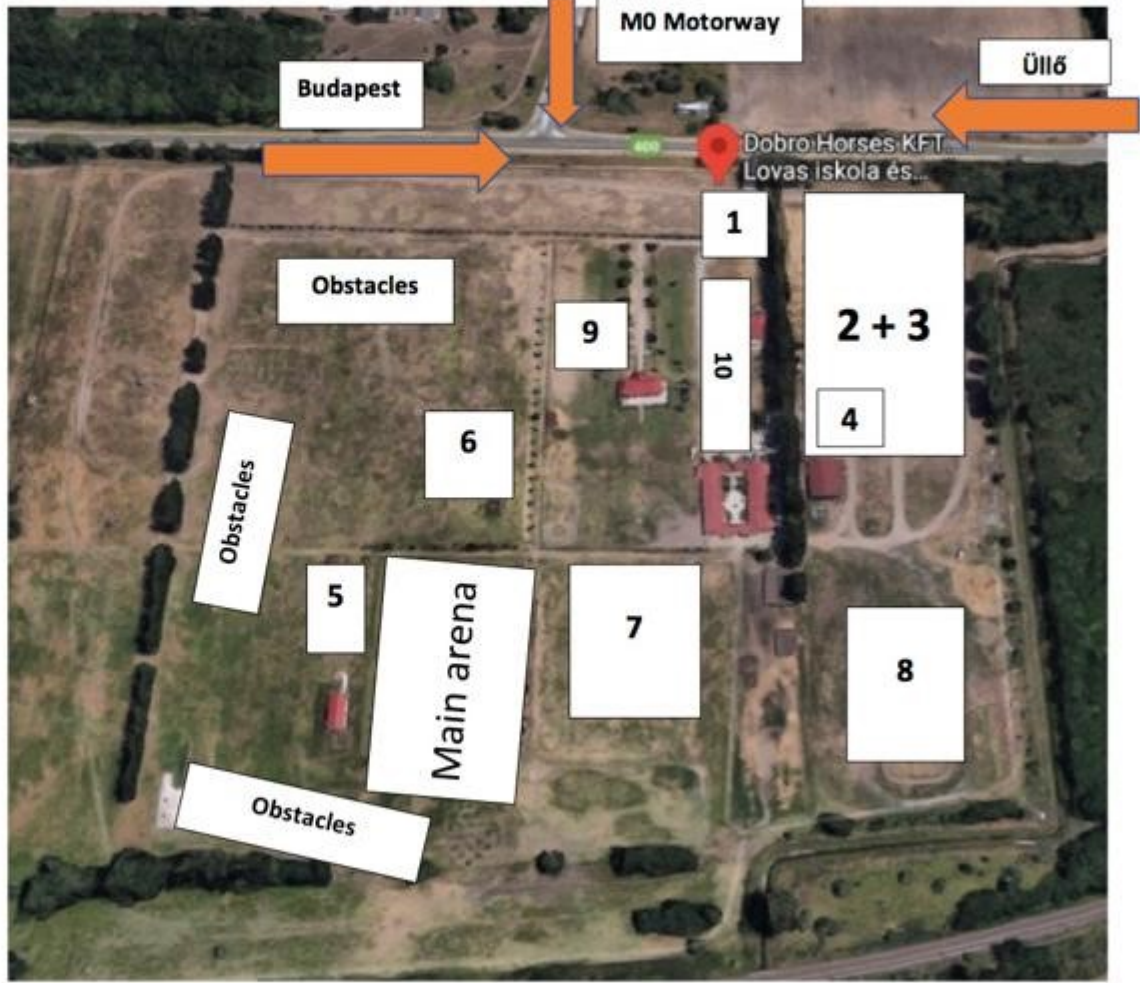 M0 Motorway
Üllő
Budapest
400
Dobro Horses KFT
Lovas iskola és...
1
Obstacles
2 + 3
9
10
4
6
Obstacles
5
Main arena
7
8
Obstacles